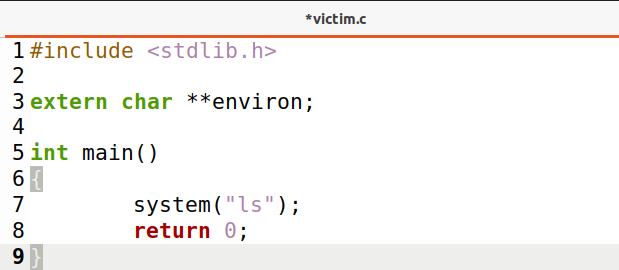 *victim.c
1 #include <stdlib.h>
2
3 extern char **environ;
4
5 int main()
6 {
7 system("ls");
8 return 0;
9 }